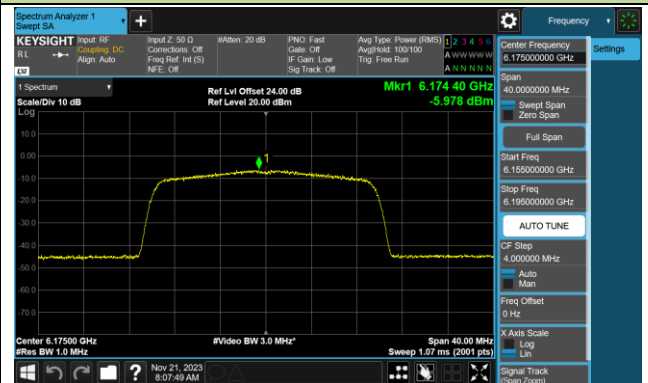 Spectrum Analyzer 1
Swept SA
Frequency
KEYSIGHT
RL
Input: RF
Coupling: DC
Align: Auto
Input Z: 50 Ω
Corrections: Off
Freq Ref: Int (S)
NFE: Off
#Atten: 20 dB
PNO: Fast
Gate: Off
IF Gain: Low
Sig Track: Off
Avg Type: Power (RMS)
Avg|Hold: 100/100
Trig: Free Run
1 2 3 4 5 6
A W W W W W
A N N N N N
LXI
1 Spectrum
Scale/Div 10 dB
Log
Ref Lvl Offset 24.00 dB
Ref Level 20.00 dBm
Mkr1 6.174 40 GHz
-5.978 dBm
10.0
0.00
-10.0
-20.0
-30.0
-40.0
-50.0
-60.0
-70.0
1
Center 6.17500 GHz
#Res BW 1.0 MHz
#Video BW 3.0 MHz*
Span 40.00 MHz
Sweep 1.07 ms (2001 pts)
Nov 21, 2023
8:07:49 AM
Center Frequency
6.175000000 GHz
Settings
Span
40.0000000 MHz
Swept Span
Zero Span
Full Span
Start Freq
6.155000000 GHz
Stop Freq
6.195000000 GHz
AUTO TUNE
CF Step
4.000000 MHz
Auto
Man
Freq Offset
0 Hz
X Axis Scale
Log
Lin
Signal Track
(Span Zoom)